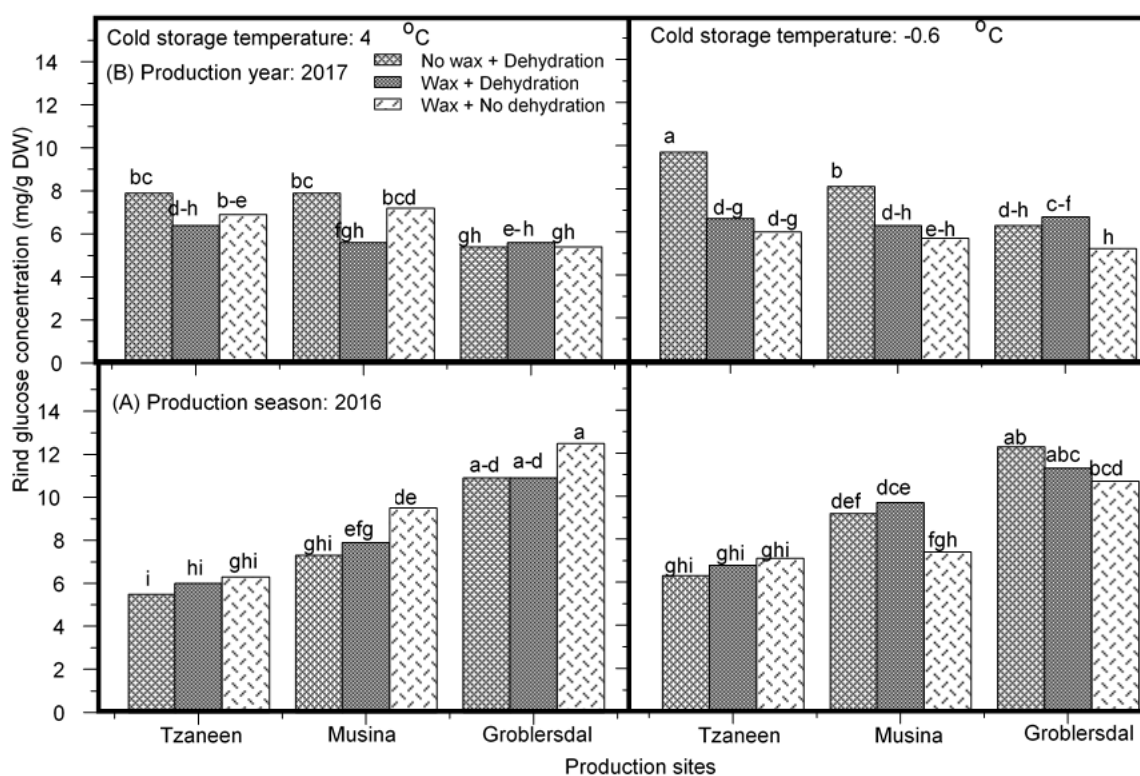 Cold storage temperature: 4 °C
Cold storage temperature: -0.6 °C
(B) Production year: 2017
No wax + Dehydration
Wax + Dehydration
Wax + No dehydration
Rind glucose concentration (mg/g DW)
14
12
10
8
6
4
2
0
bc d-h b-e bc fgh bcd gh e-h gh
a d-g d-g b d-h e-h d-h c-f h
(A) Production season: 2016
14
12
10
8
6
4
2
0
i hi ghi ghi efg de a-d a-d a
ghi ghi ghi def dce fgh ab abc bcd
Tzaneen Musina Groblersdal Tzaneen Musina Groblersdal
Production sites